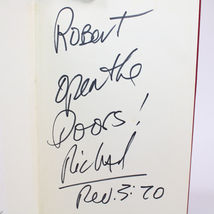 Robert
open the
Doors!
Richard
Rev. 3:20